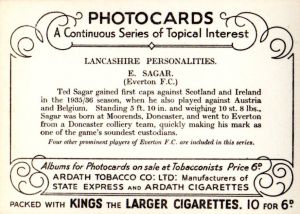 PHOTOCARDS
A Continuous Series of Topical Interest
LANCASHIRE PERSONALITIES.
E. SAGAR.
(Everton F.C.)
Ted Sagar gained first caps against Scotland and Ireland
in the 1935/36 season, when he also played against Austria
and Belgium. Standing 5 ft. 10 in. and weighing 10 st. 8 lbs.,
Sagar was born at Moorends, Doncaster, and went to Everton
from a Doncaster colliery team, quickly making his mark as
one of the game's soundest custodians.
Four other prominent players of Everton F.C. are included in this series.
Albums for Photocards on sale at Tobacconists Price 6D
ARDATH TOBACCO CO: LTD: Manufacturers of
STATE EXPRESS and ARDATH CIGARETTES
PACKED WITH KINGS THE LARGER CIGARETTES. 10 FOR 6D